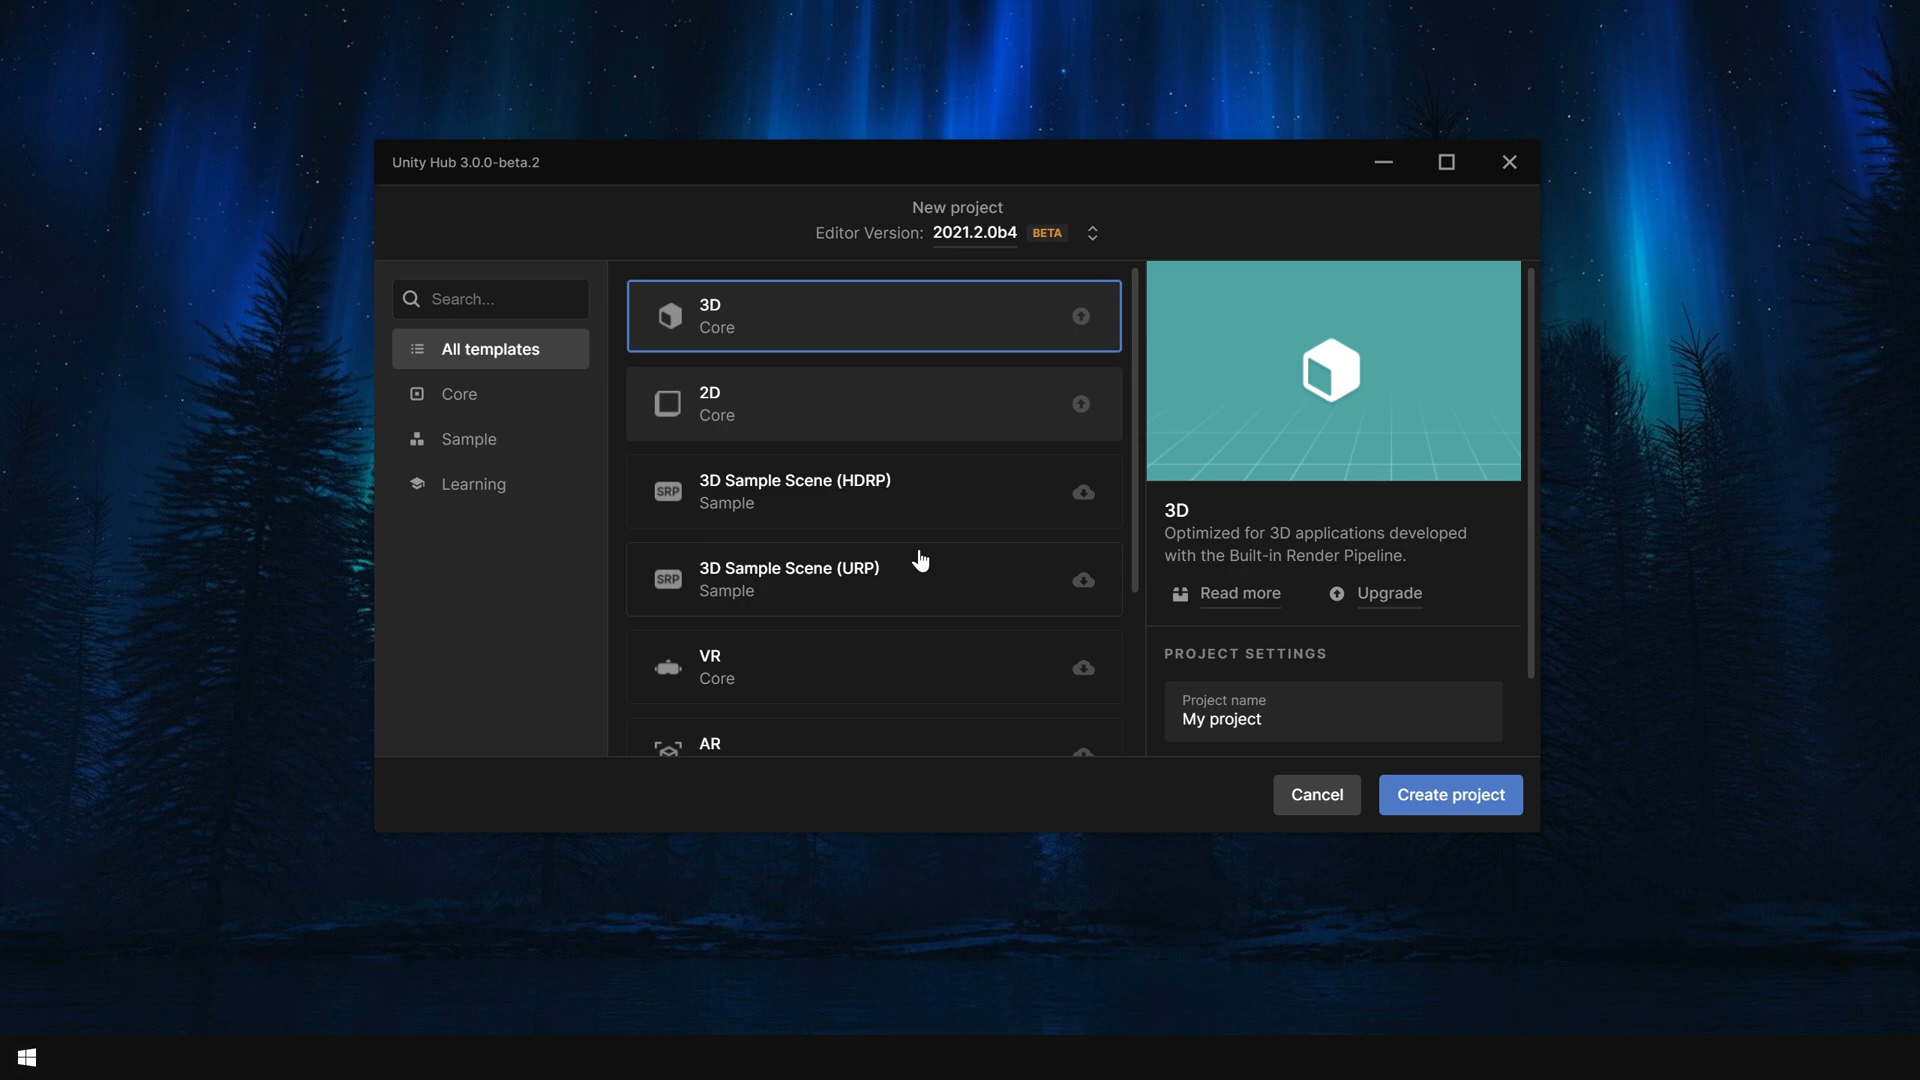 Unity Hub 3.0.0-beta.2
New project
Editor Version: 2021.2.0b4 BETA
Search...
All templates
Core
Sample
Learning
3D
Core
2D
Core
SRP
3D Sample Scene (HDRP)
Sample
SRP
3D Sample Scene (URP)
Sample
VR
Core
AR
3D
Optimized for 3D applications developed
with the Built-in Render Pipeline.
Read more
Upgrade
PROJECT SETTINGS
Project name
My project
Cancel
Create project